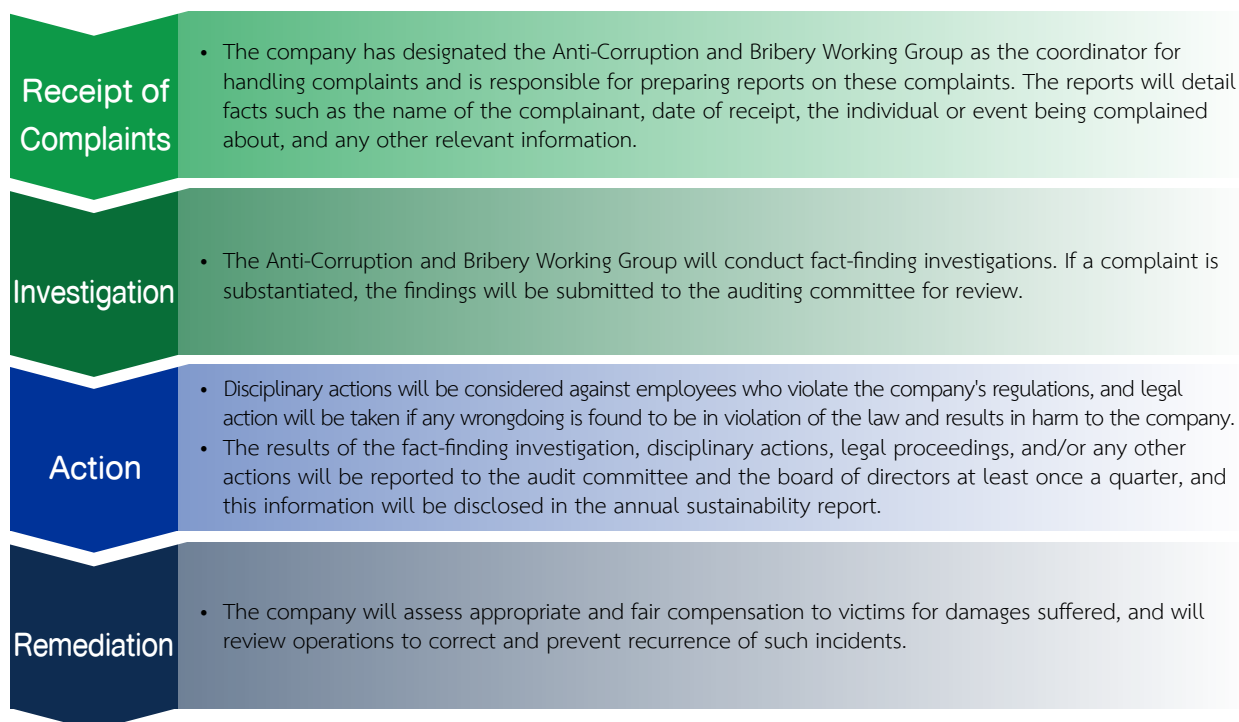 Receipt of
Complaints
• The company has designated the Anti-Corruption and Bribery Working Group as the coordinator for
handling complaints and is responsible for preparing reports on these complaints. The reports will detail
facts such as the name of the complainant, date of receipt, the individual or event being complained
about, and any other relevant information.
Investigation
• The Anti-Corruption and Bribery Working Group will conduct fact-finding investigations. If a complaint is
substantiated, the findings will be submitted to the auditing committee for review.
Action
• Disciplinary actions will be considered against employees who violate the company's regulations, and legal
action will be taken if any wrongdoing is found to be in violation of the law and results in harm to the company.
• The results of the fact-finding investigation, disciplinary actions, legal proceedings, and/or any other
actions will be reported to the audit committee and the board of directors at least once a quarter, and
this information will be disclosed in the annual sustainability report.
Remediation
• The company will assess appropriate and fair compensation to victims for damages suffered, and will
review operations to correct and prevent recurrence of such incidents.